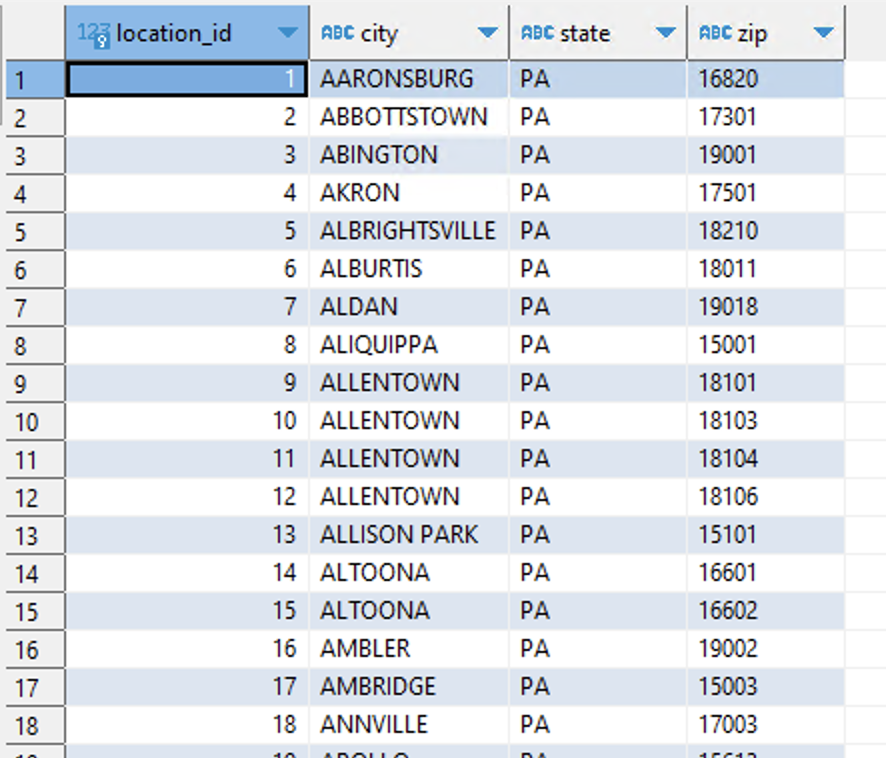 123 location_id ABC city ABC state ABC zip
1 1 AARONSBURG PA 16820
2 2 ABBOTTSTOWN PA 17301
3 3 ABINGTON PA 19001
4 4 AKRON PA 17501
5 5 ALBRIGHTSVILLE PA 18210
6 6 ALBURTIS PA 18011
7 7 ALDAN PA 19018
8 8 ALIQUIPPA PA 15001
9 9 ALLENTOWN PA 18101
10 10 ALLENTOWN PA 18103
11 11 ALLENTOWN PA 18104
12 12 ALLENTOWN PA 18106
13 13 ALLISON PARK PA 15101
14 14 ALTOONA PA 16601
15 15 ALTOONA PA 16602
16 16 AMBLER PA 19002
17 17 AMBRIDGE PA 15003
18 18 ANNVILLE PA 17003